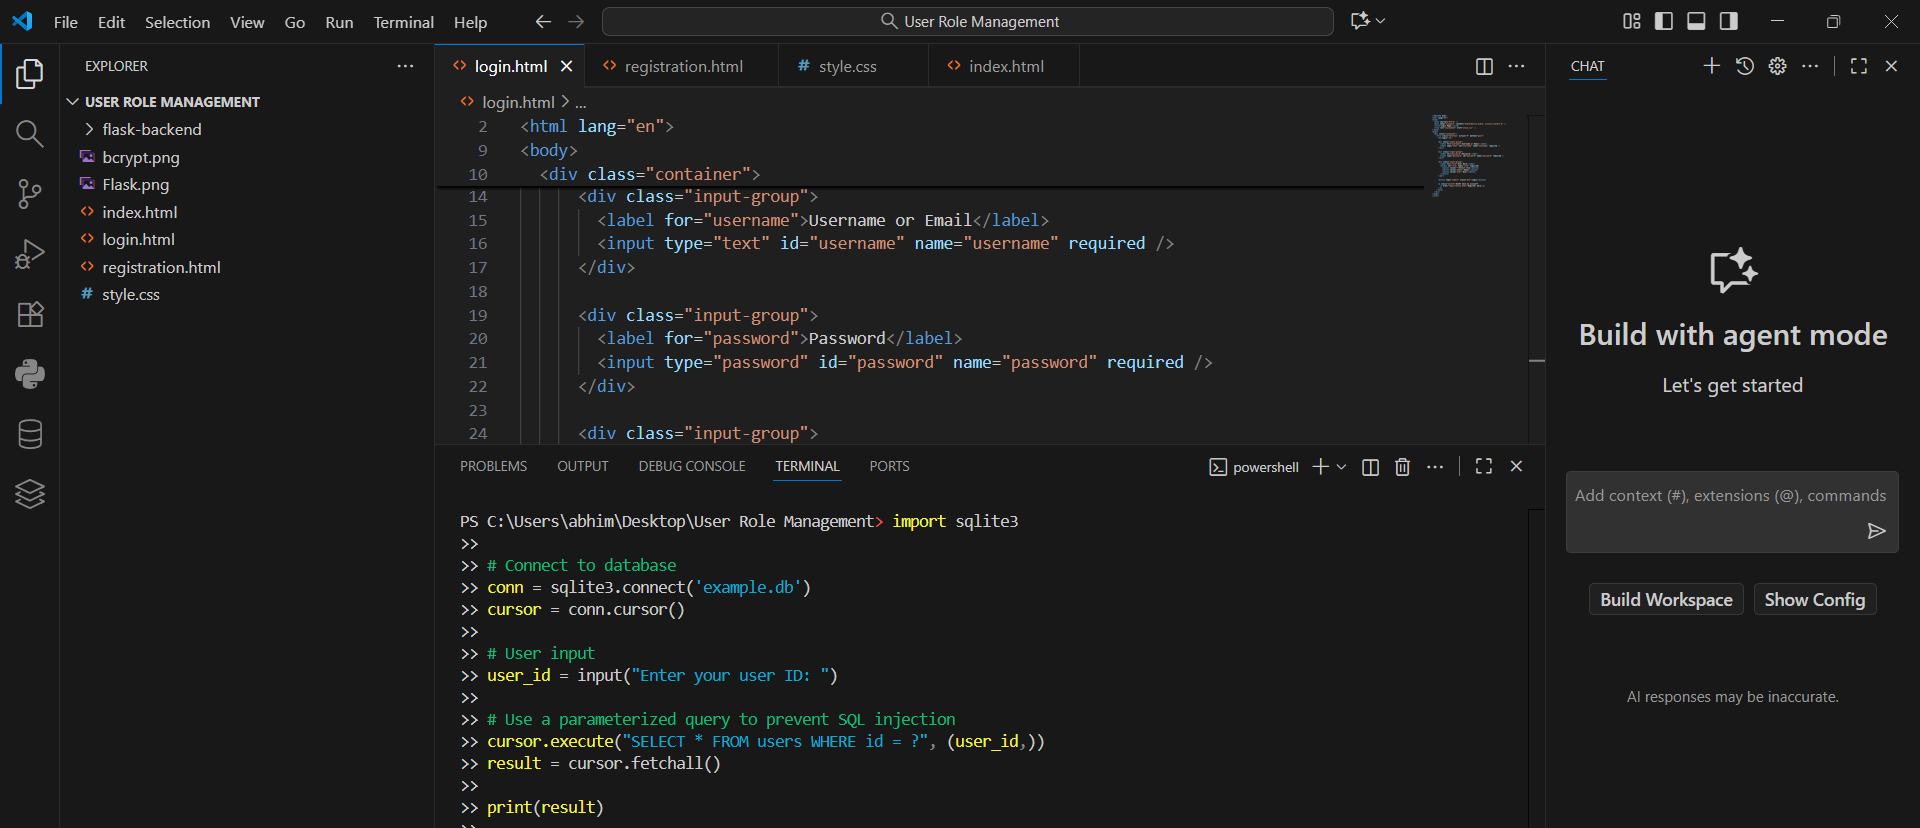 File Edit Selection View Go Run Terminal Help
User Role Management
EXPLORER
USER ROLE MANAGEMENT
flask-backend
bcrypt.png
Flask.png
index.html
login.html
registration.html
style.css
login.html registration.html style.css index.html
login.html > ...
2 <html lang="en">
9 <body>
10 <div class="container">
14 <div class="input-group">
15 <label for="username">Username or Email</label>
16 <input type="text" id="username" name="username" required />
17 </div>
18
19 <div class="input-group">
20 <label for="password">Password</label>
21 <input type="password" id="password" name="password" required />
22 </div>
23
24 <div class="input-group">
PROBLEMS OUTPUT DEBUG CONSOLE TERMINAL PORTS
powershell
PS C:\Users\abhim\Desktop\User Role Management> import sqlite3
>>
>> # Connect to database
>> conn = sqlite3.connect('example.db')
>> cursor = conn.cursor()
>>
>> # User input
>> user_id = input("Enter your user ID: ")
>>
>> # Use a parameterized query to prevent SQL injection
>> cursor.execute("SELECT * FROM users WHERE id = ?", (user_id,))
>> result = cursor.fetchall()
>>
>> print(result)
CHAT
Build with agent mode
Let's get started
Add context (#), extensions (@), commands
Build Workspace Show Config
AI responses may be inaccurate.